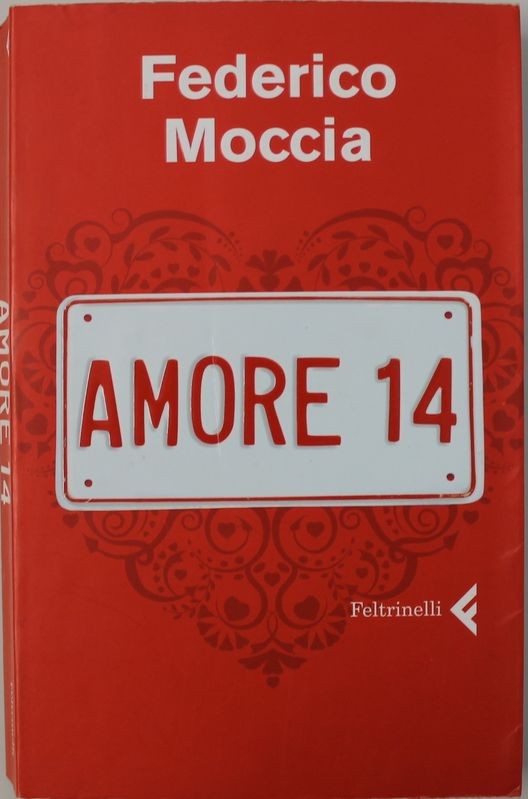 Federico
Moccia
AMORE 14
Feltrinelli
AMORE 14